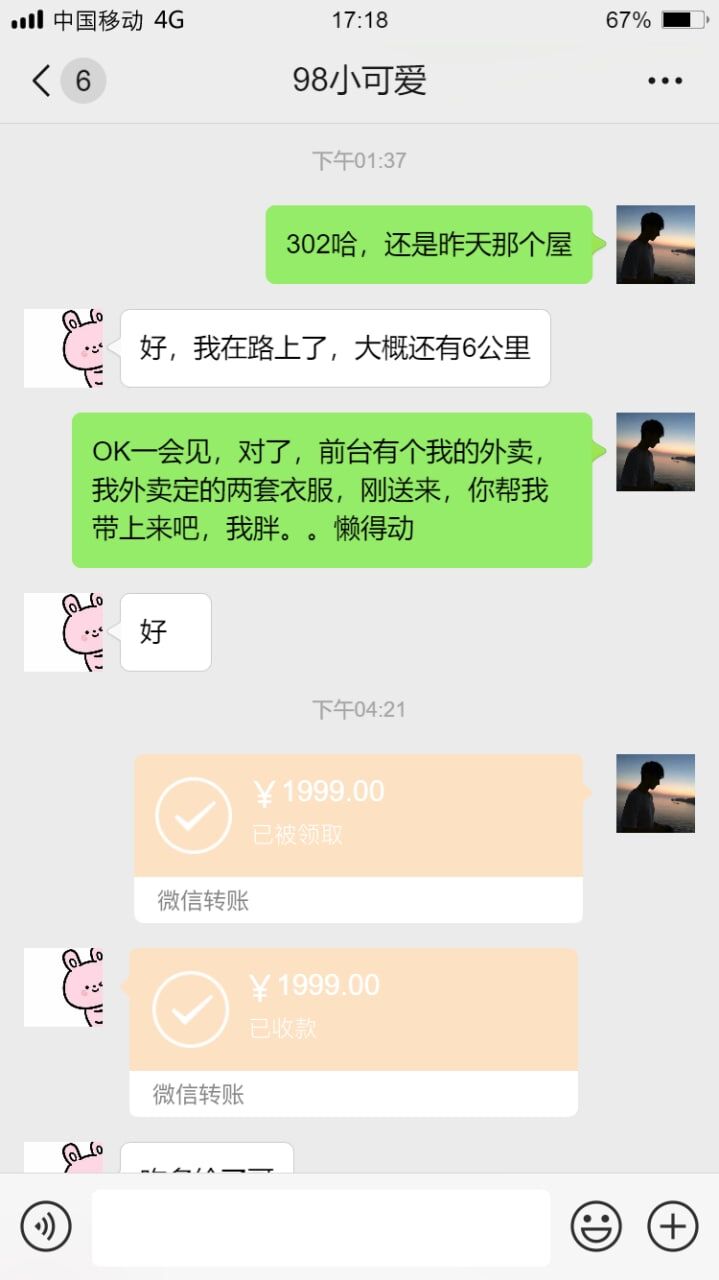 中国移动 4G
17:18
67%
6
98小可爱
下午01:37
302哈，还是昨天那个屋
好，我在路上了，大概还有6公里
OK一会见，对了，前台有个我的外卖，
我外卖定的两套衣服，刚送来，你帮我
带上来吧，我胖。。懒得动
好
下午04:21
￥1999.00
已被领取
微信转账
￥1999.00
已收款
微信转账